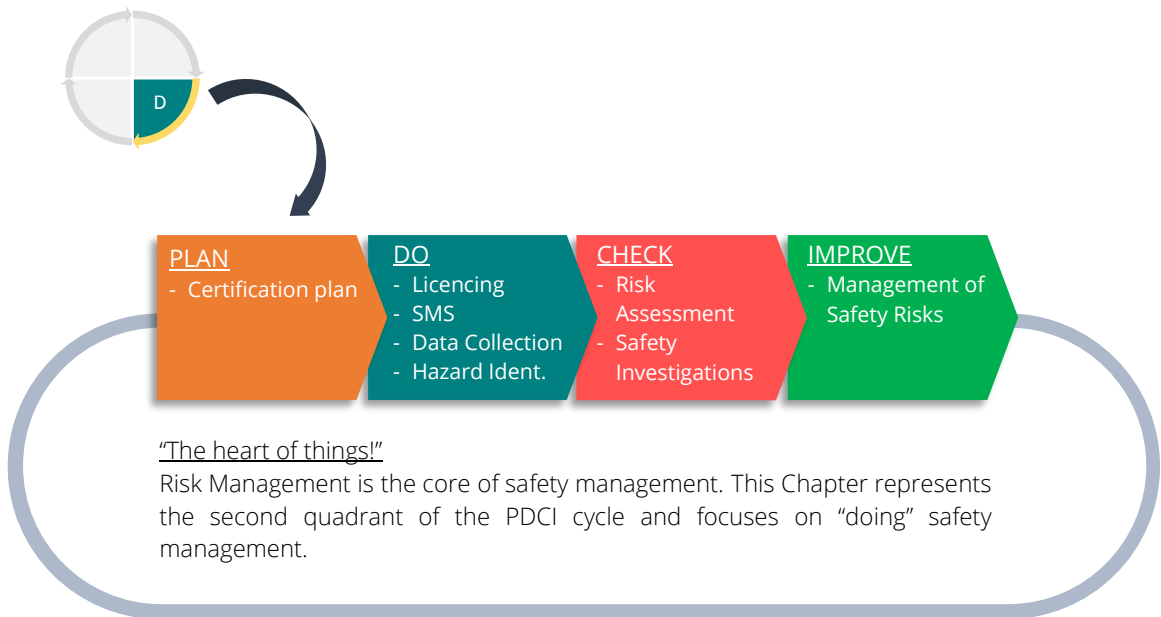 D
PLAN
- Certification plan
DO
- Licencing
- SMS
- Data Collection
- Hazard Ident.
CHECK
- Risk
Assessment
- Safety
Investigations
IMPROVE
- Management of
Safety Risks
“The heart of things!”
Risk Management is the core of safety management. This Chapter represents
the second quadrant of the PDCI cycle and focuses on “doing” safety
management.